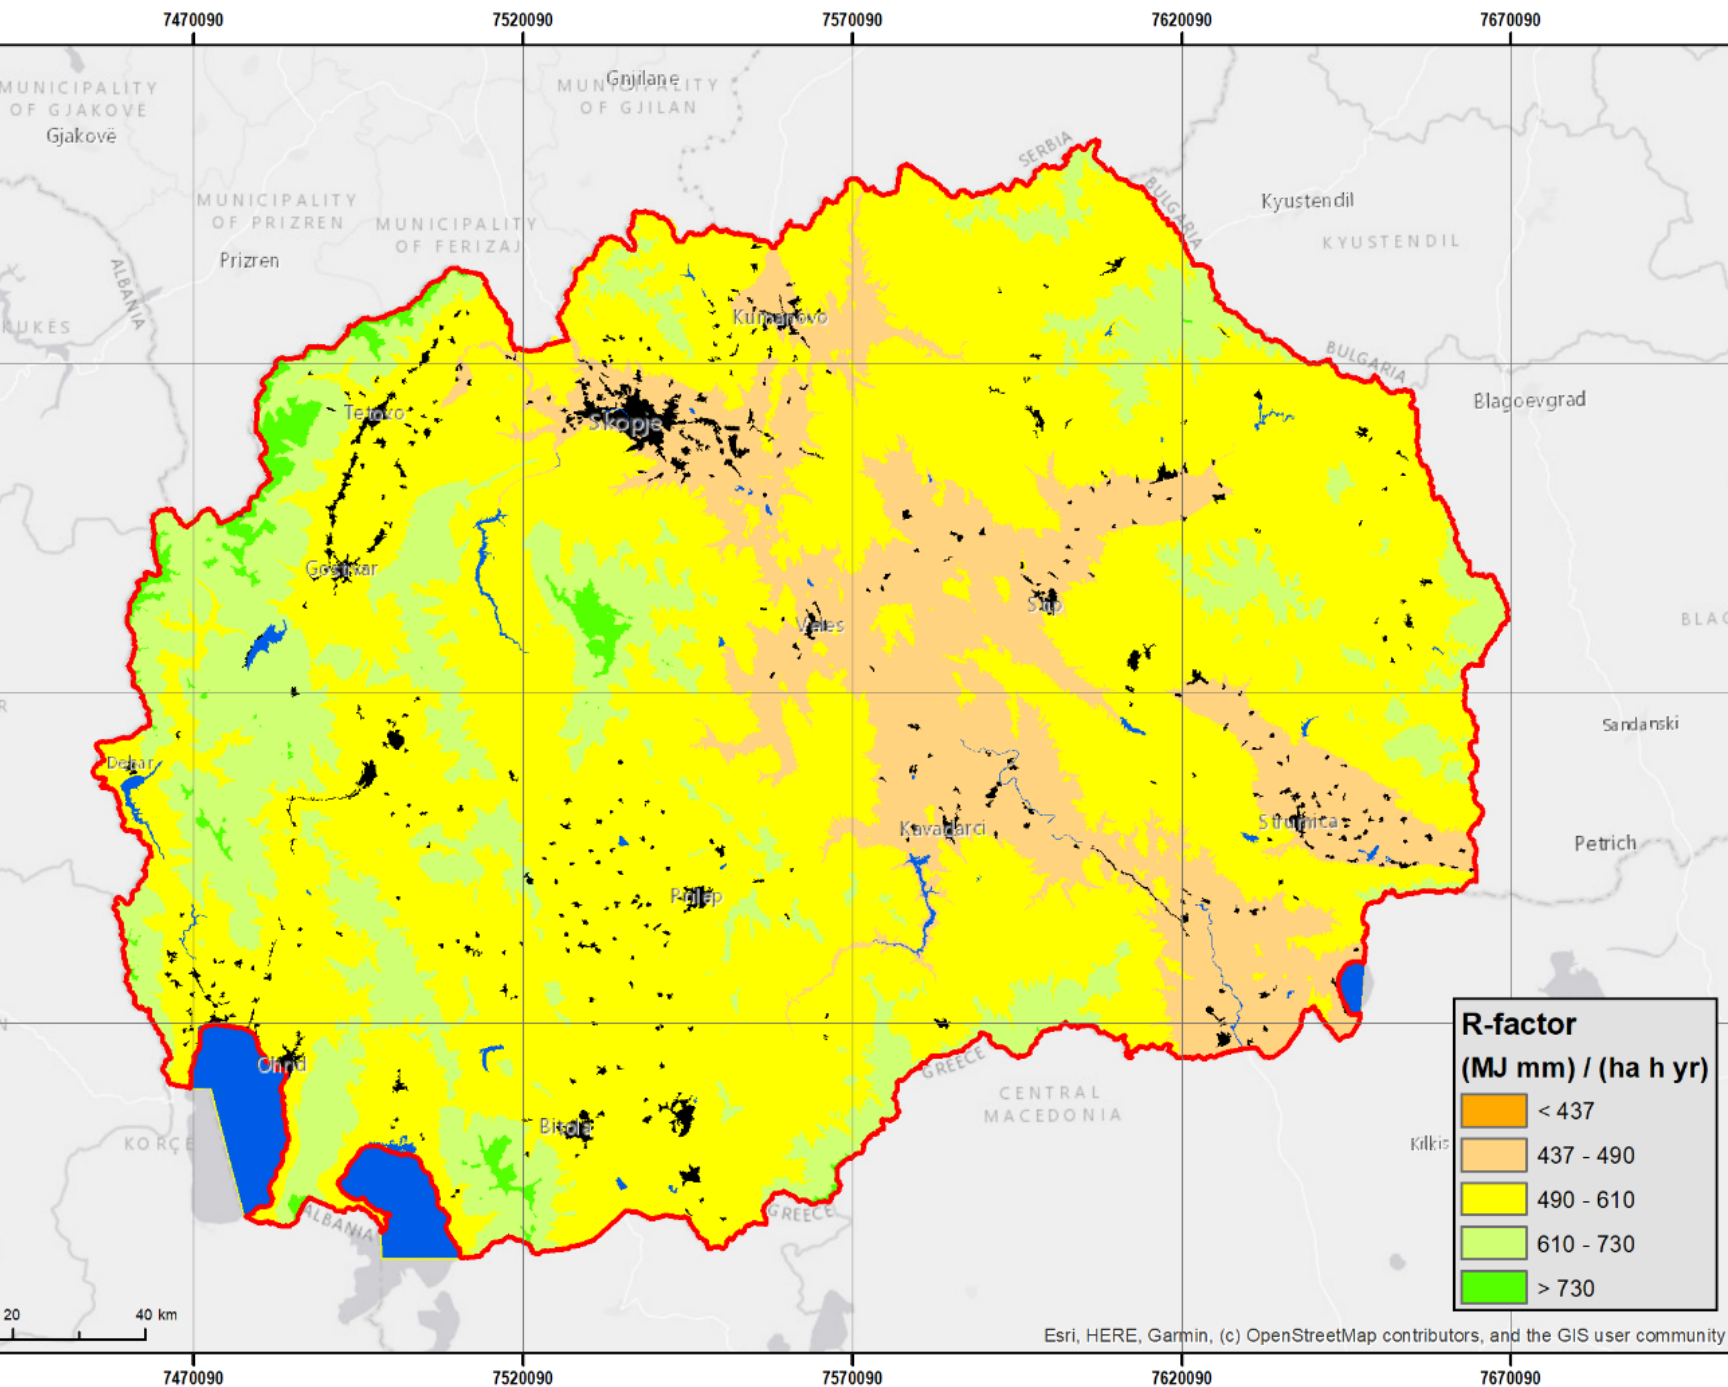 7470090 7520090 7570090 7620090 7670090
MUNICIPALITY
OF GJAKOVË
Gjakovë
Gnjilane
MUNICIPALITY
OF GJILAN
SERBIA
BULGARIA
Kyustendil
KYUSTENDIL
MUNICIPALITY
OF PRIZREN
MUNICIPALITY
OF FERIZAJ
Prizren
ALBANIA
KUKËS
Kumanovo
BULGARIA
Blagoevgrad
Tetovo
Skopje
Gostivar
Stip
Veles
BLAG
Sandanski
Debar
Kavadarci
Strumica
Petrich
Prilep
Ohrid
GREECE
CENTRAL
MACEDONIA
Bitola
KORÇË
Kilkis
ALBANIA
GREECE
R-factor
(MJ mm) / (ha h yr)
< 437
437 - 490
490 - 610
610 - 730
> 730
20 40 km
Esri, HERE, Garmin, (c) OpenStreetMap contributors, and the GIS user community
7470090 7520090 7570090 7620090 7670090